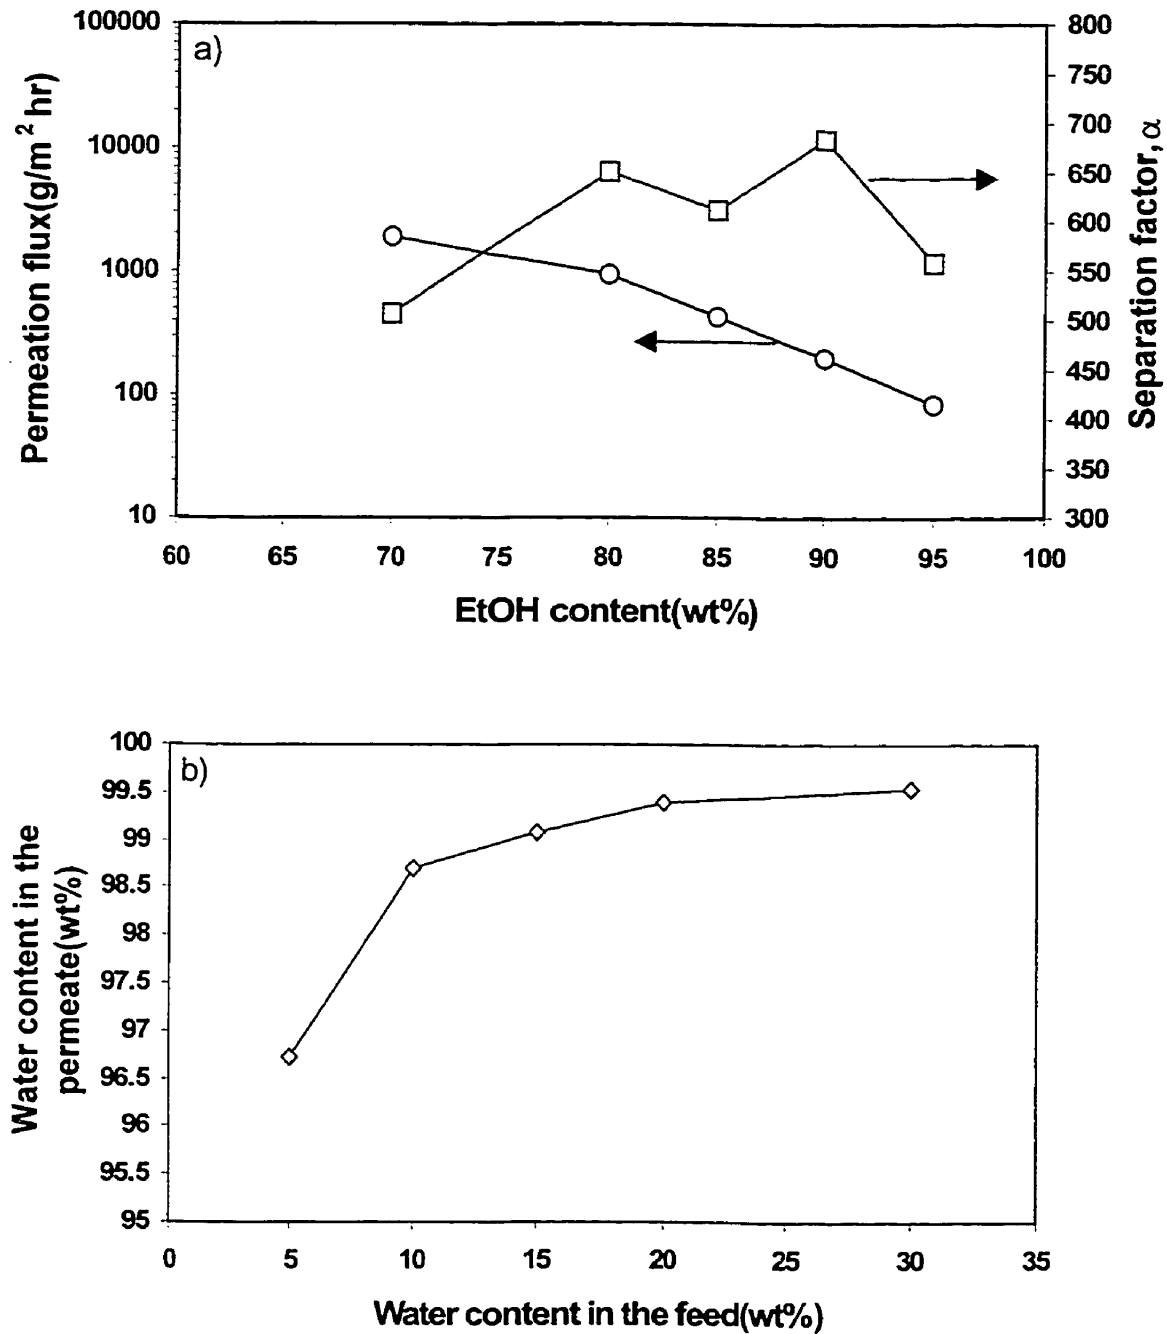 a)
100000
10000
1000
100
10
Permeation flux(g/m 2 hr)
800
750
700
650
600
550
500
450
400
350
300
Separation factor, α
60 65 70 75 80 85 90 95 100
EtOH content(wt%)
b)
100
99.5
99
98.5
98
97.5
97
96.5
96
95.5
95
Water content in the
permeate(wt%)
0 5 10 15 20 25 30 35
Water content in the feed(wt%)